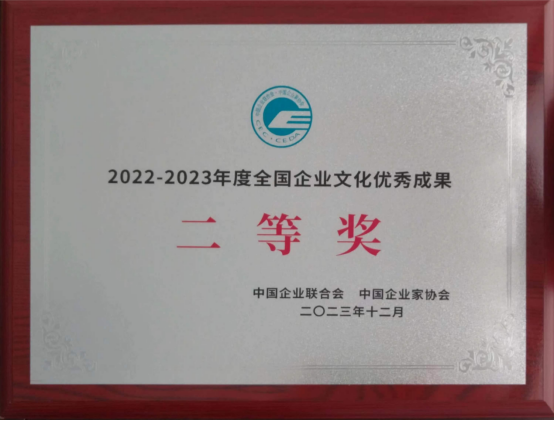 CEC · CEDA
2022-2023年度全国企业文化优秀成果
二等奖
中国企业联合会 中国企业家协会
二〇二三年十二月